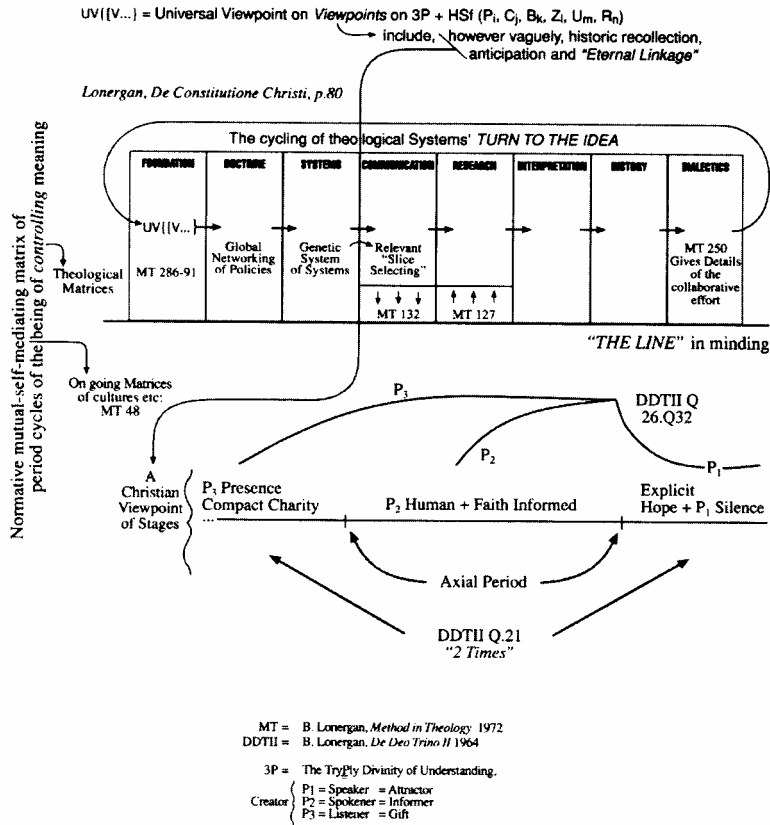 UV{[V...} = Universal Viewpoint on Viewpoints on 3P + HSf (Pi, Cj, Bk, Zl, Um, Rn)
include, however vaguely, historic recollection,
anticipation and "Eternal Linkage"
Lonergan, De Constitutione Christi, p.80
Normative mutual-self-mediating matrix of
period cycles of the being of controlling meaning
The cycling of theological Systems' TURN TO THE IDEA
FOUNDATION DOCTRINE SYSTEMS COMMUNICATION RESEARCH INTERPRETATION HISTORY DIALECTICS
UV{[V... }
MT 286-91
Global
Networking
of Policies
Genetic
System
of Systems
Relevant
"Slice
Selecting"
MT 132
MT 127
MT 250
Gives Details
of the
collaborative
effort
Theological
Matrices
"THE LINE" in minding
On going Matrices
of cultures etc:
MT 48
P3
P2
DDTII Q
26.Q32
P1
A
Christian
Viewpoint
of Stages
P3 Presence
Compact Charity
...
P2 Human + Faith Informed
Explicit
Hope + P1 Silence
Axial Period
DDTII Q.21
"2 Times"
MT = B. Lonergan, Method in Theology 1972
DDTII = B. Lonergan, De Deo Trino II 1964
3P = The TryPly Divinity of Understanding.
Creator { P1 = Speaker = Attractor
P2 = Spokener = Informer
P3 = Listener = Gift